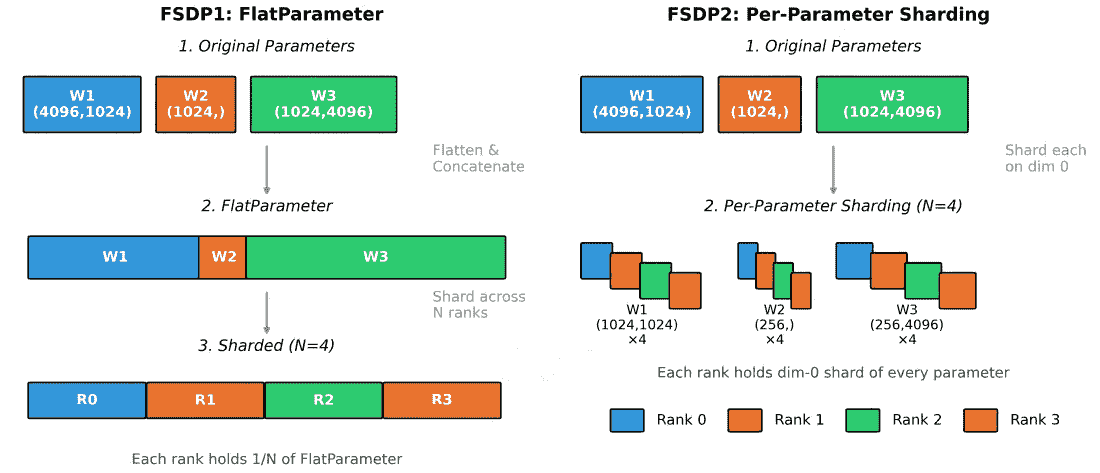 FSDP1: FlatParameter
1. Original Parameters
W1
(4096,1024)
W2
(1024,)
W3
(1024,4096)
Flatten &
Concatenate
2. FlatParameter
W1
W2
W3
Shard across
N ranks
3. Sharded (N=4)
R0
R1
R2
R3
Each rank holds 1/N of FlatParameter
FSDP2: Per-Parameter Sharding
1. Original Parameters
W1
(4096,1024)
W2
(1024,)
W3
(1024,4096)
Shard each
on dim 0
2. Per-Parameter Sharding (N=4)
W1
(1024,1024)
×4
W2
(256,)
×4
W3
(256,4096)
×4
Each rank holds dim-0 shard of every parameter
Rank 0
Rank 1
Rank 2
Rank 3